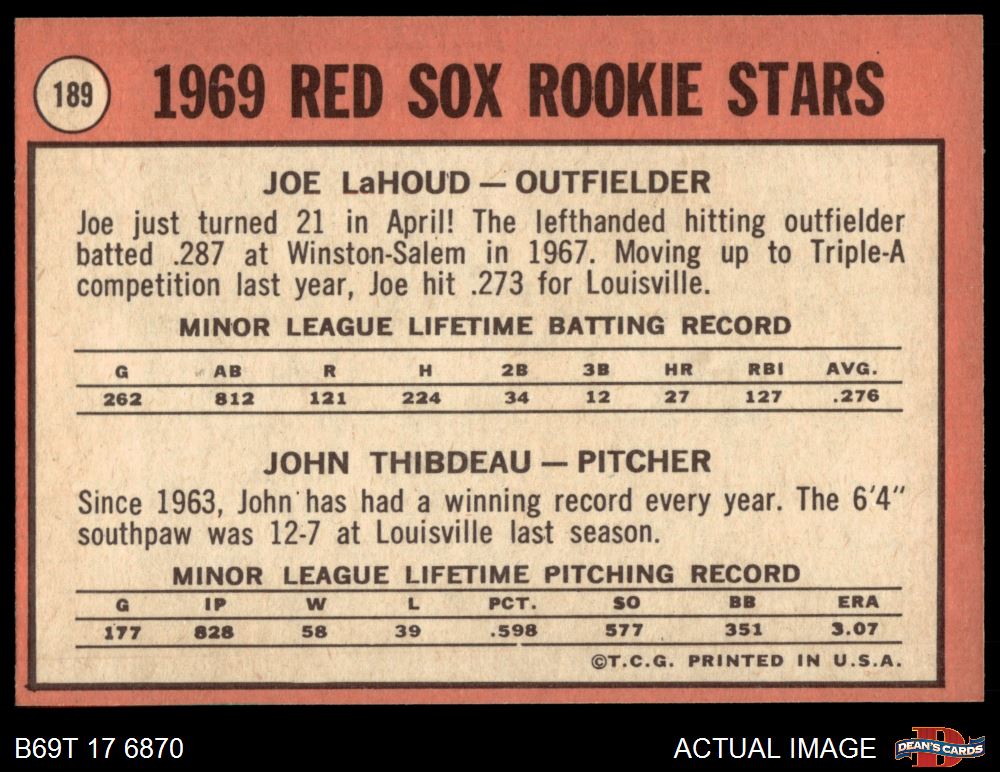 189
1969 RED SOX ROOKIE STARS
JOE LaHOUD — OUTFIELDER
Joe just turned 21 in April! The lefthanded hitting outfielder
batted .287 at Winston-Salem in 1967. Moving up to Triple-A
competition last year, Joe hit .273 for Louisville.
MINOR LEAGUE LIFETIME BATTING RECORD
G AB R H 2B 3B HR RBI AVG.
262 812 121 224 34 12 27 127 .276
JOHN THIBDEAU — PITCHER
Since 1963, John has had a winning record every year. The 6'4"
southpaw was 12-7 at Louisville last season.
MINOR LEAGUE LIFETIME PITCHING RECORD
G IP W L PCT. SO BB ERA
177 828 58 39 .598 577 351 3.07
©T.C.G. PRINTED IN U.S.A.
B69T 17 6870
ACTUAL IMAGE
DEAN'S CARDS